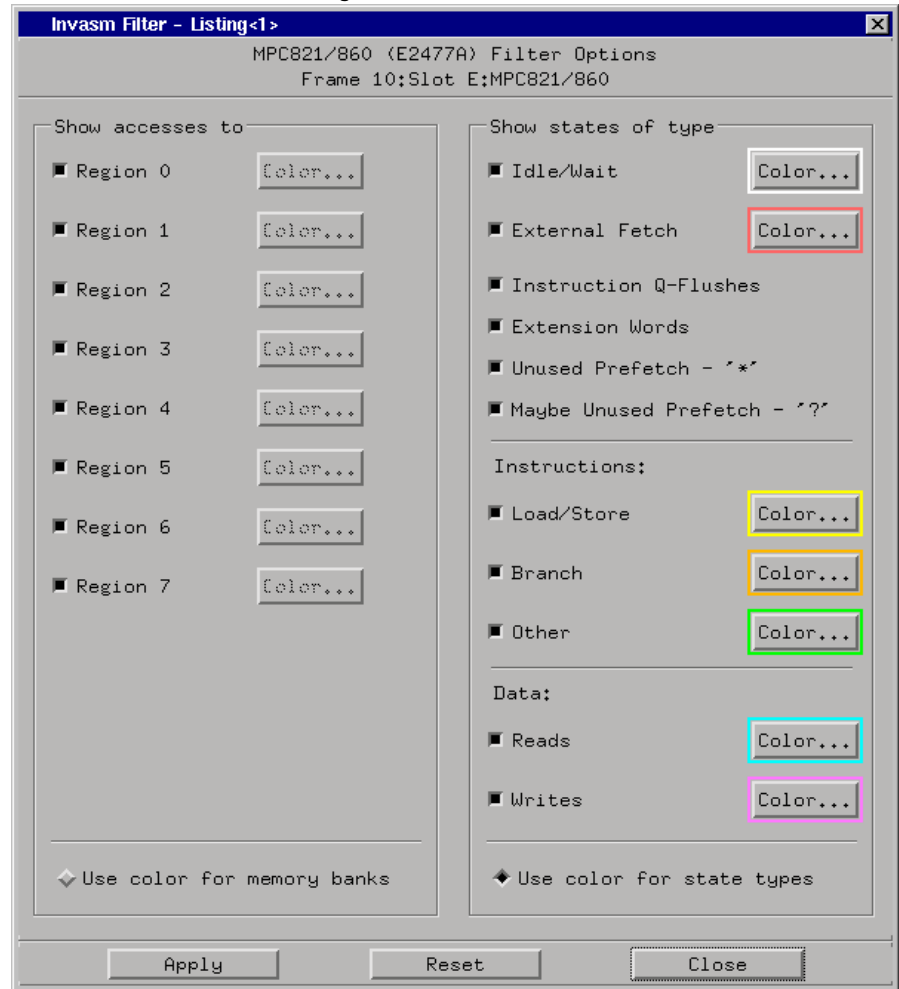 Invasm Filter - Listing<1>
MPC821/860 (E2477A) Filter Options
Frame 10:Slot E:MPC821/860
Show accesses to
Region 0 Color...
Region 1 Color...
Region 2 Color...
Region 3 Color...
Region 4 Color...
Region 5 Color...
Region 6 Color...
Region 7 Color...
Use color for memory banks
Show states of type
Idle/Wait Color...
External Fetch Color...
Instruction Q-Flushes
Extension Words
Unused Prefetch - ´*´
Maybe Unused Prefetch - ´?´
Instructions:
Load/Store Color...
Branch Color...
Other Color...
Data:
Reads Color...
Writes Color...
Use color for state types
Apply Reset Close